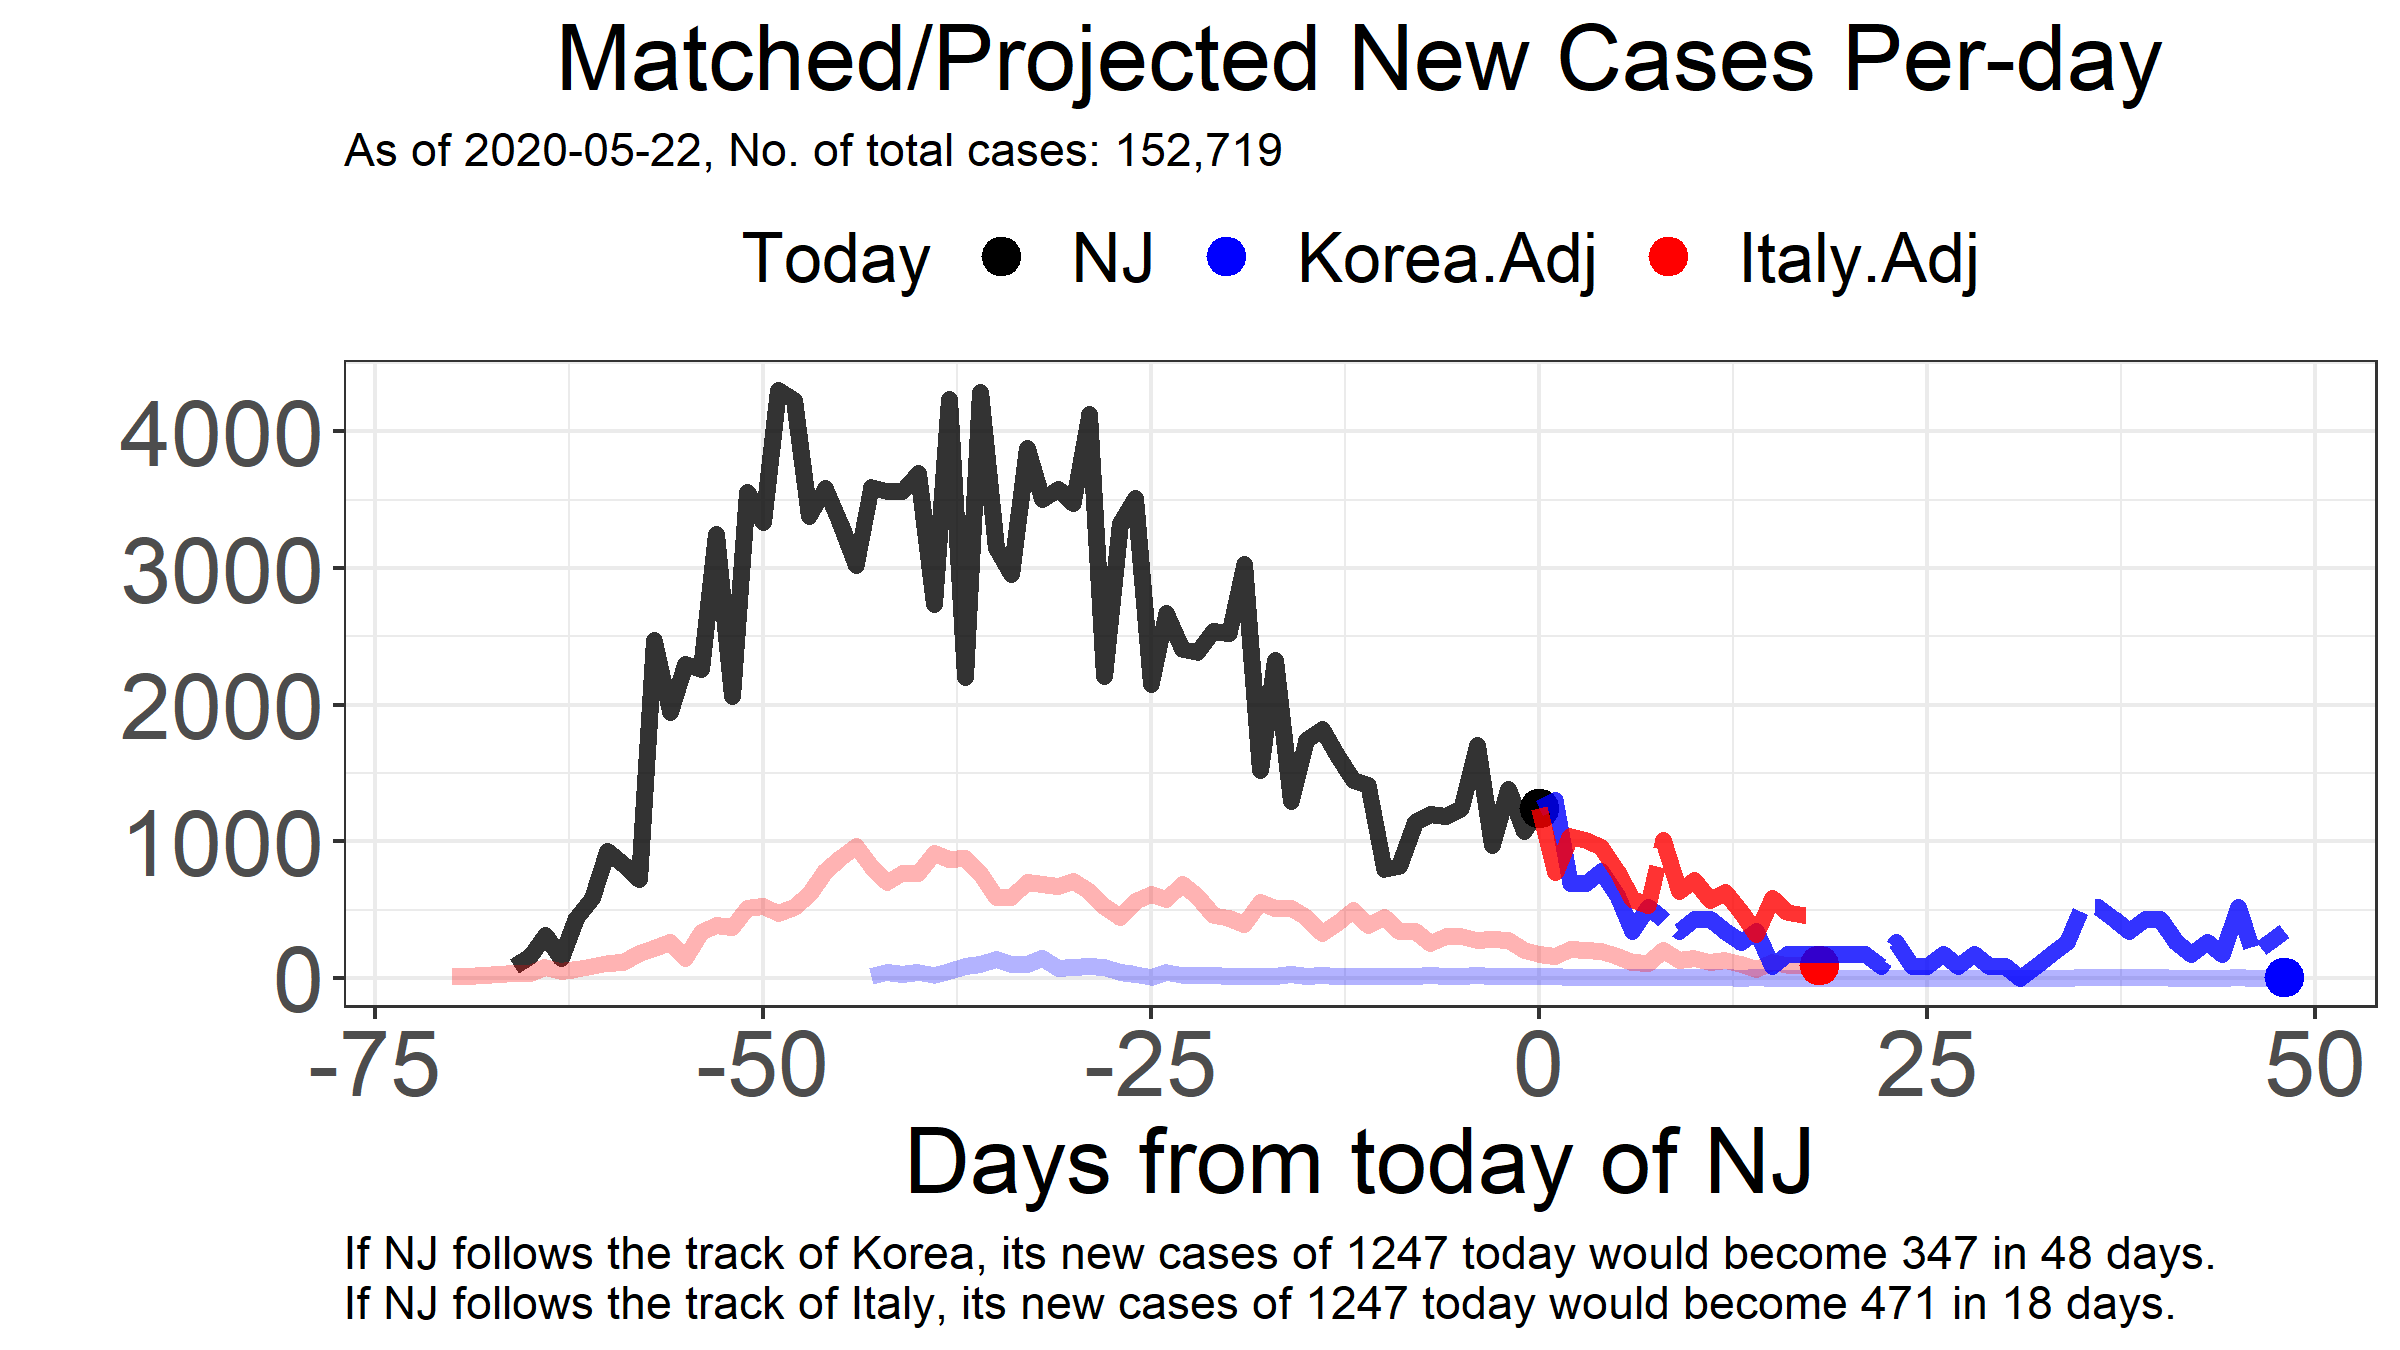 Matched/Projected New Cases Per-day
As of 2020-05-22, No. of total cases: 152,719
Today NJ Korea.Adj Italy.Adj
4000
3000
2000
1000
0
-75 -50 -25 0 25 50
Days from today of NJ
If NJ follows the track of Korea, its new cases of 1247 today would become 347 in 48 days.
If NJ follows the track of Italy, its new cases of 1247 today would become 471 in 18 days.